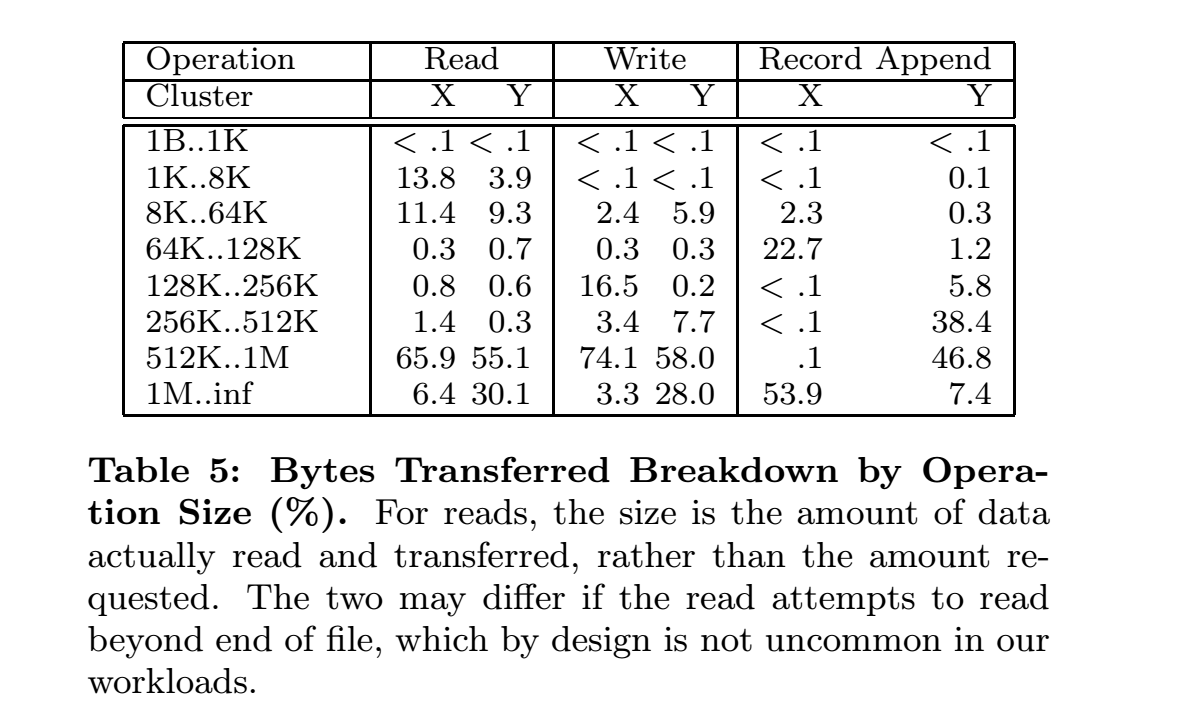 Operation Read Write Record Append
Cluster X Y X Y X Y
1B..1K < .1 < .1 < .1 < .1 < .1 < .1
1K..8K 13.8 3.9 < .1 < .1 < .1 0.1
8K..64K 11.4 9.3 2.4 5.9 2.3 0.3
64K..128K 0.3 0.7 0.3 0.3 22.7 1.2
128K..256K 0.8 0.6 16.5 0.2 < .1 5.8
256K..512K 1.4 0.3 3.4 7.7 < .1 38.4
512K..1M 65.9 55.1 74.1 58.0 .1 46.8
1M..inf 6.4 30.1 3.3 28.0 53.9 7.4
Table 5: Bytes Transferred Breakdown by Opera-
tion Size (%). For reads, the size is the amount of data
actually read and transferred, rather than the amount re-
quested. The two may differ if the read attempts to read
beyond end of file, which by design is not uncommon in our
workloads.